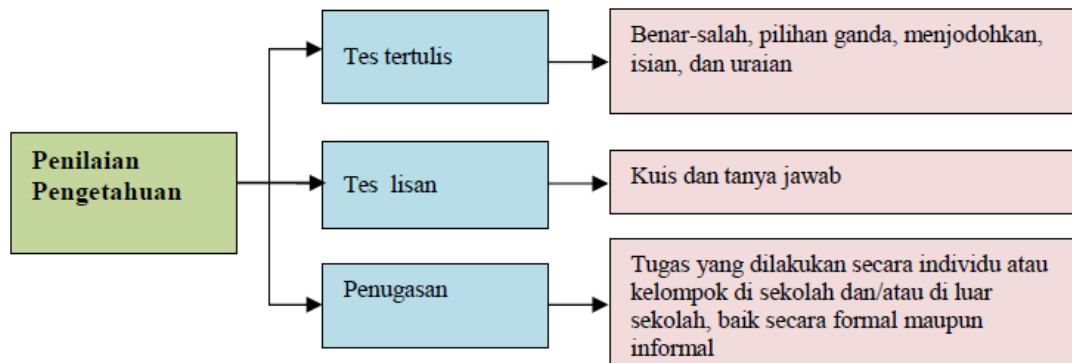 Penilaian
Pengetahuan
Tes tertulis
Benar-salah, pilihan ganda, menjodohkan,
isian, dan uraian
Tes lisan
Kuis dan tanya jawab
Penugasan
Tugas yang dilakukan secara individu atau
kelompok di sekolah dan/atau di luar
sekolah, baik secara formal maupun
informal